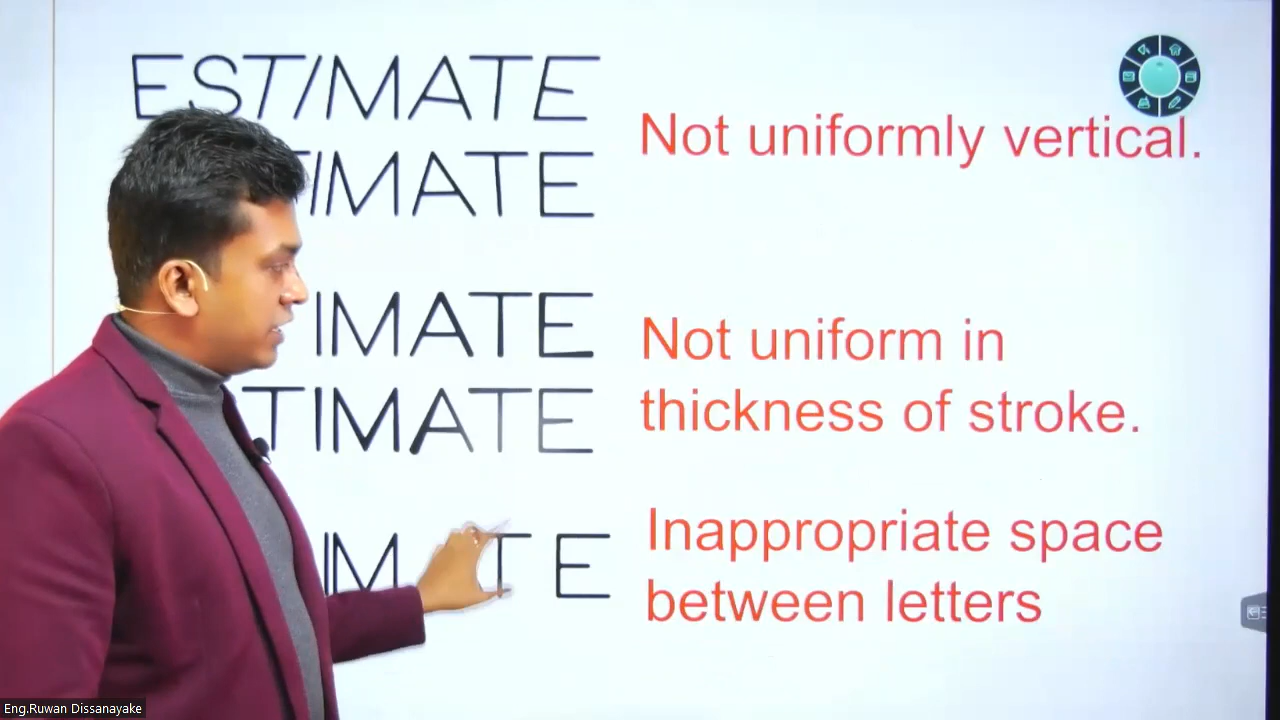 ESTIMATE
TIMATE
Not uniformly vertical.
IMATE
Not uniform in
TIMATE
thickness of stroke.
Inappropriate space
IM T E
between letters
Eng.Ruwan Dissanayake